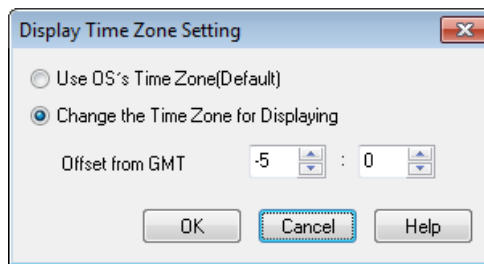 Display Time Zone Setting
Use OS's Time Zone(Default)
Change the Time Zone for Displaying
Offset from GMT -5 : 0
OK Cancel Help